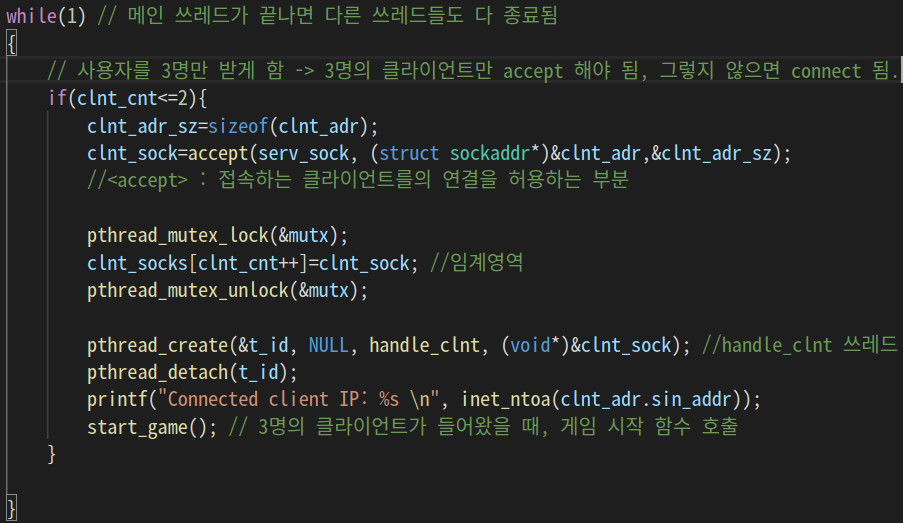 while(1) // 메인 쓰레드가 끝나면 다른 쓰레드들도 다 종료됨
{
// 사용자를 3명만 받게 함 -> 3명의 클라이언트만 accept 해야 됨, 그렇지 않으면 connect 됨.
if(clnt_cnt<=2){
clnt_adr_sz=sizeof(clnt_adr);
clnt_sock=accept(serv_sock, (struct sockaddr*)&clnt_adr,&clnt_adr_sz);
//<accept> : 접속하는 클라이언트를의 연결을 허용하는 부분
pthread_mutex_lock(&mutx);
clnt_socks[clnt_cnt++]=clnt_sock; //임계영역
pthread_mutex_unlock(&mutx);
pthread_create(&t_id, NULL, handle_clnt, (void*)&clnt_sock); //handle_clnt 쓰레드
pthread_detach(t_id);
printf("Connected client IP: %s \n", inet_ntoa(clnt_adr.sin_addr));
start_game(); // 3명의 클라이언트가 들어왔을 때, 게임 시작 함수 호출
}
}